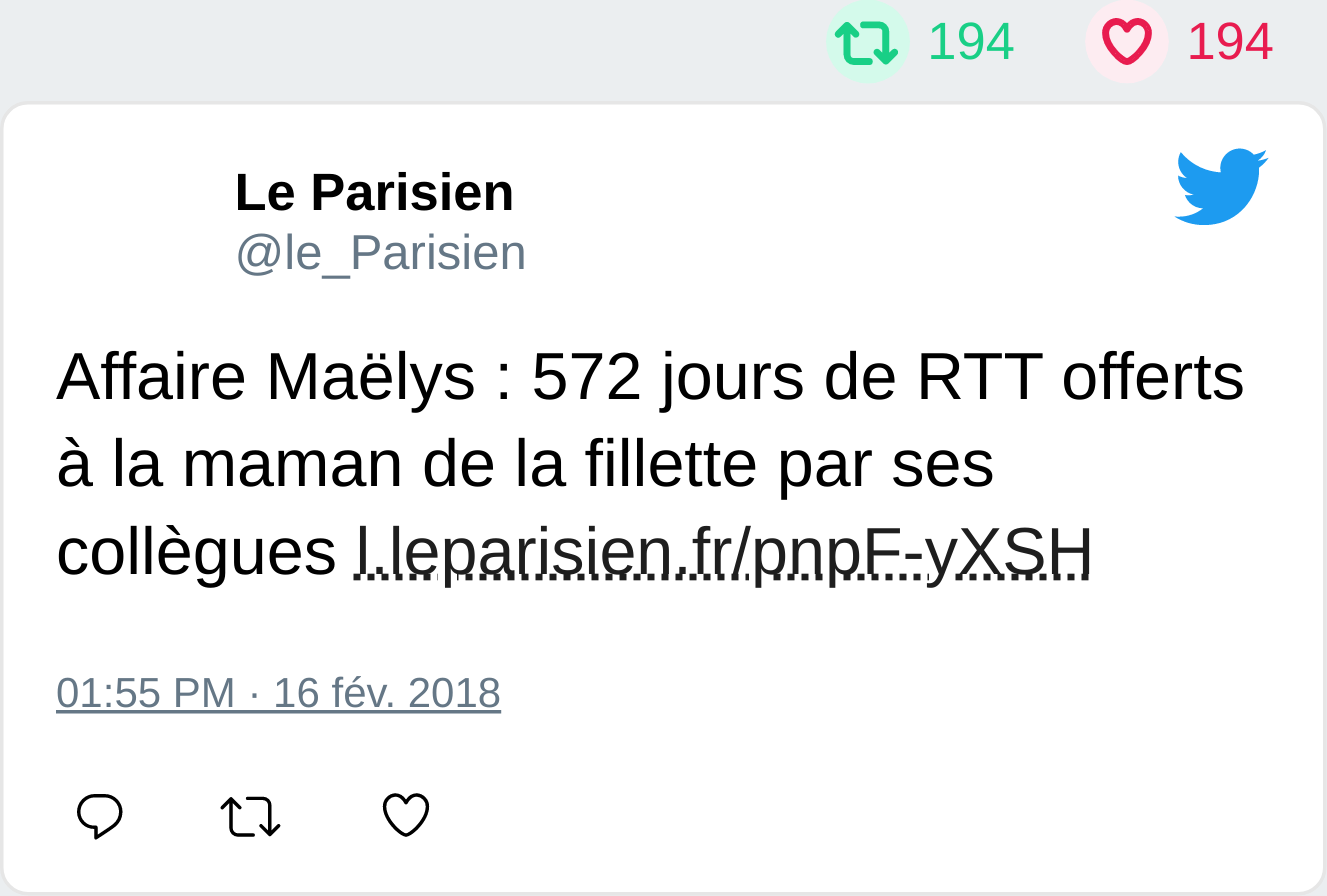 194 194
Le Parisien
@le_Parisien
Affaire Maëlys : 572 jours de RTT offerts
à la maman de la fillette par ses
collègues l.leparisien.fr/pnpF-yXSH
01:55 PM · 16 fév. 2018